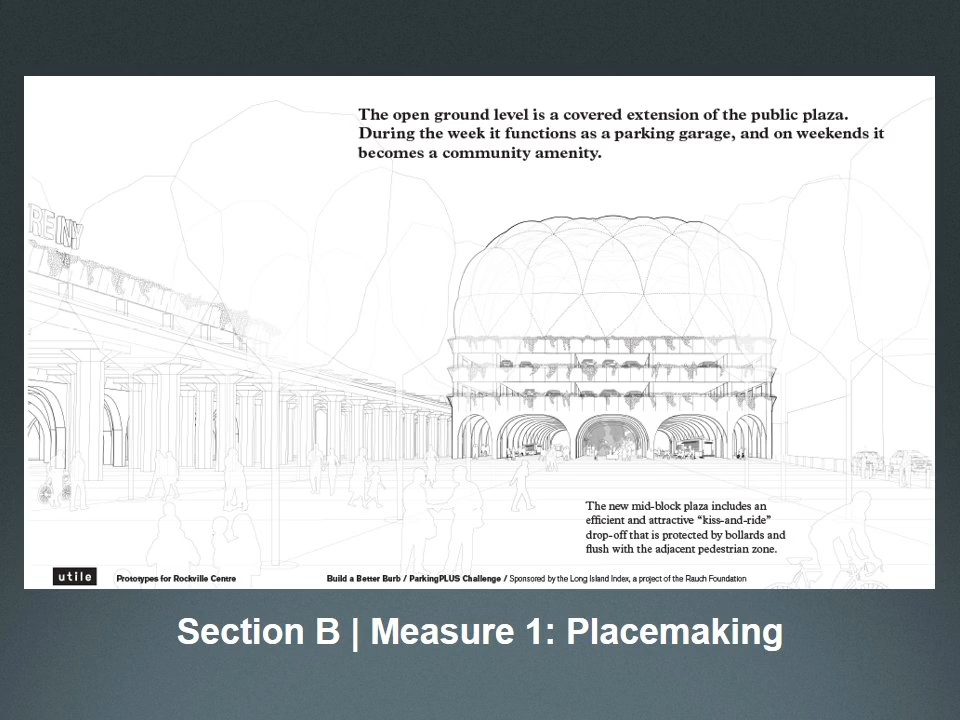 The open ground level is a covered extension of the public plaza.
During the week it functions as a parking garage, and on weekends it
becomes a community amenity.
RE NY
The new mid-block plaza includes an
efficient and attractive “kiss-and-ride”
drop-off that is protected by bollards and
flush with the adjacent pedestrian zone.
utile Prototypes for Rockville Centre Build a Better Burb / ParkingPLUS Challenge / Sponsored by the Long Island Index, a project of the Rauch Foundation
Section B | Measure 1: Placemaking